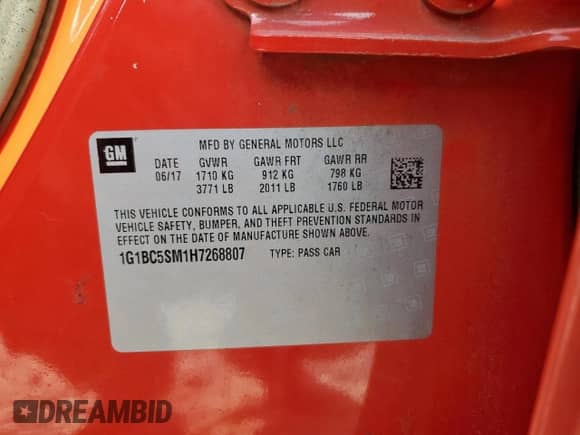 GM
MFD BY GENERAL MOTORS LLC
DATE GVWR GAWR FRT GAWR RR
06/17 1710 KG 912 KG 798 KG
3771 LB 2011 LB 1760 LB
THIS VEHICLE CONFORMS TO ALL APPLICABLE U.S. FEDERAL MOTOR
VEHICLE SAFETY, BUMPER, AND THEFT PREVENTION STANDARDS IN
EFFECT ON THE DATE OF MANUFACTURE SHOWN ABOVE.
1G1BC5SM1H7268807 TYPE: PASS CAR
DREAMBID